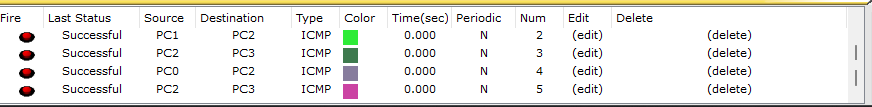 Fire Last Status Source Destination Type Color Time(sec) Periodic Num Edit Delete
Successful PC1 PC2 ICMP 0.000 N 2 (edit) (delete)
Successful PC2 PC3 ICMP 0.000 N 3 (edit) (delete)
Successful PC0 PC2 ICMP 0.000 N 4 (edit) (delete)
Successful PC2 PC3 ICMP 0.000 N 5 (edit) (delete)